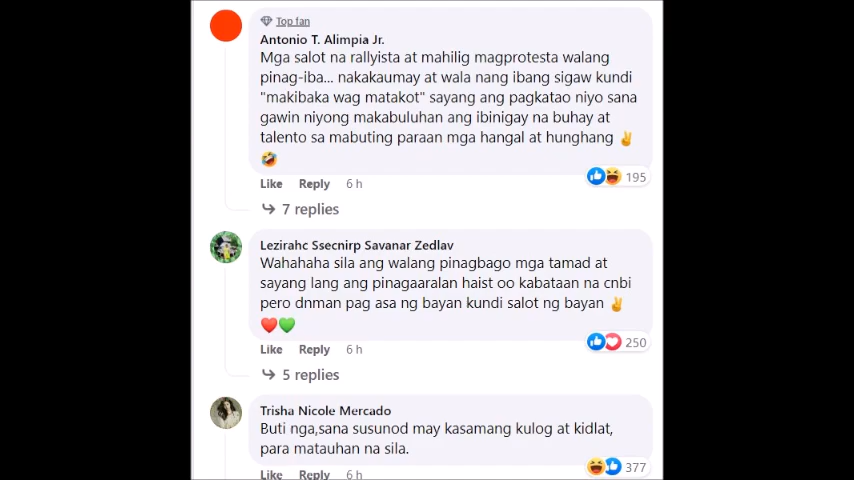 Top fan
Antonio T. Alimpia Jr.
Mga salot na rallyista at mahilig magprotesta walang
pinag-iba... nakakaumay at wala nang ibang sigaw kundi
"makibaka wag matakot" sayang ang pagkatao niyo sana
gawin niyong makabuluhan ang ibinigay na buhay at
talento sa mabuting paraan mga hangal at hunghang ✌️
🤣
Like Reply 6 h 195
7 replies
Lezirahc Ssecnirp Savanar Zedlav
Wahahaha sila ang walang pinagbago mga tamad at
sayang lang ang pinagaaralan haist oo kabataan na cnbi
pero dnman pag asa ng bayan kundi salot ng bayan ✌️
❤️💚
Like Reply 6 h 250
5 replies
Trisha Nicole Mercado
Buti nga,sana susunod may kasamang kulog at kidlat,
para matauhan na sila.
Like Reply 6 h 377